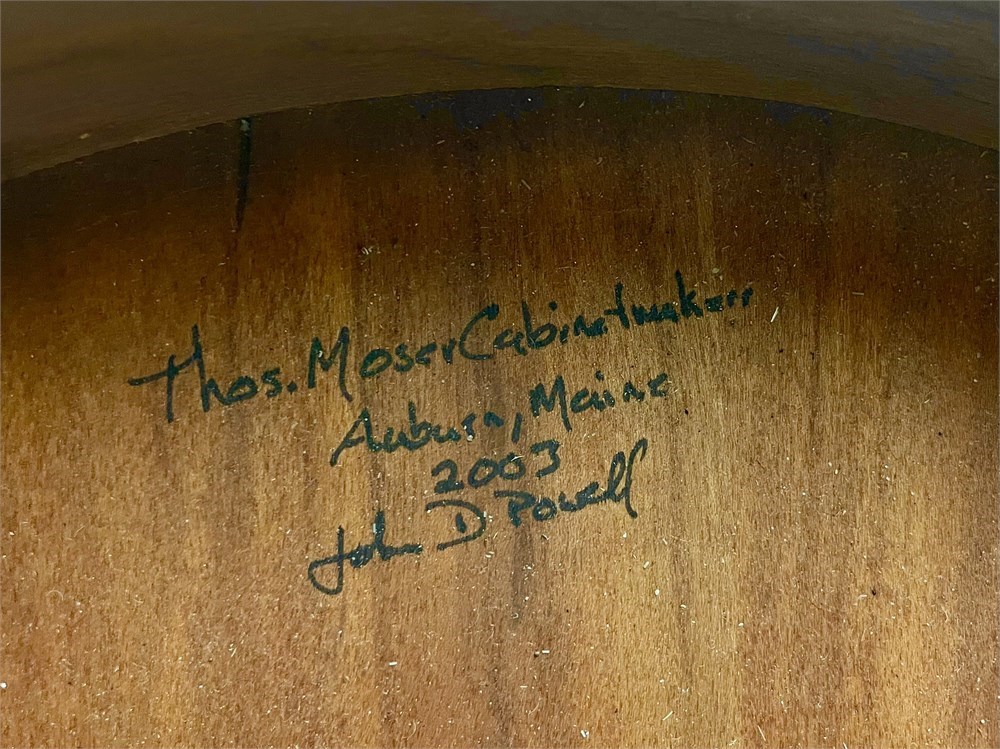 Thos. Moser Cabinetmakers
Auburn, Maine
2003
John D Powell